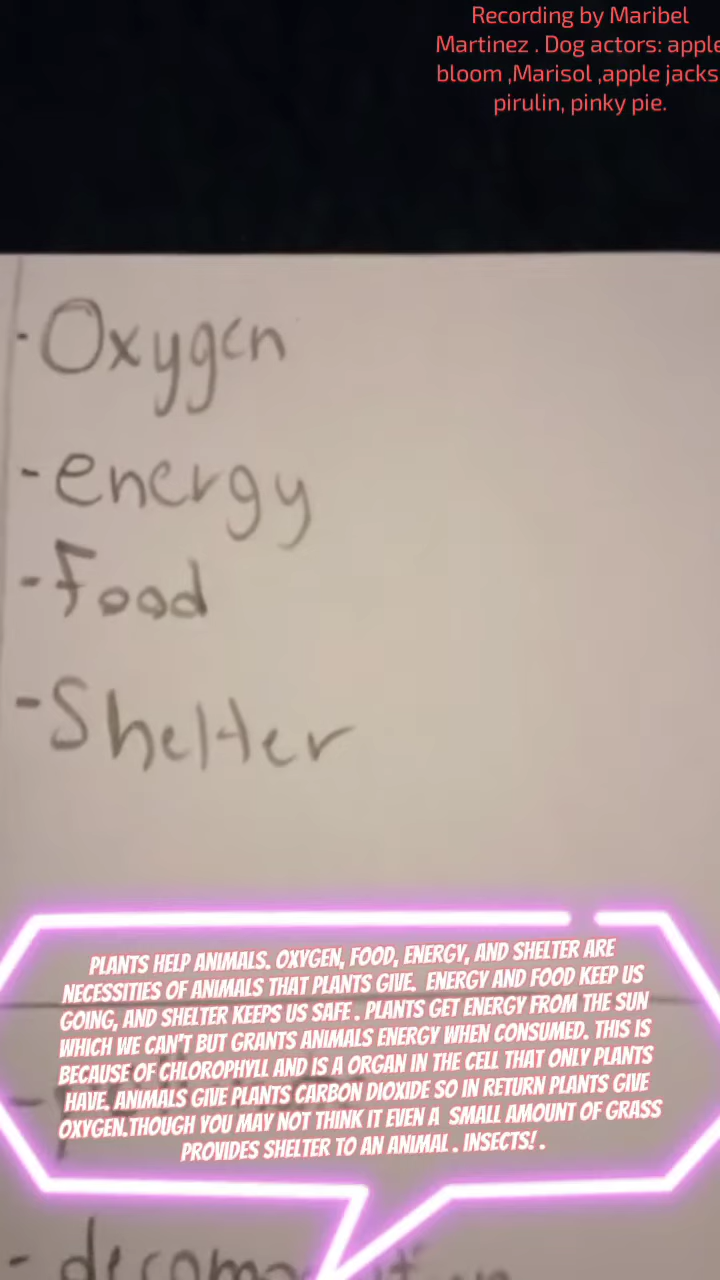 Recording by Maribel
Martinez . Dog actors: apple
bloom ,Marisol ,apple jacks
pirulin, pinky pie.
·Oxygen
-energy
-Food
-Shelter
PLANTS HELP ANIMALS. OXYGEN, FOOD, ENERGY, AND SHELTER ARE
NECESSITIES OF ANIMALS THAT PLANTS GIVE.  ENERGY AND FOOD KEEP US
GOING, AND SHELTER KEEPS US SAFE . PLANTS GET ENERGY FROM THE SUN
WHICH WE CAN'T BUT GRANTS ANIMALS ENERGY WHEN CONSUMED. THIS IS
BECAUSE OF CHLOROPHYLL AND IS A ORGAN IN THE CELL THAT ONLY PLANTS
HAVE. ANIMALS GIVE PLANTS CARBON DIOXIDE SO IN RETURN PLANTS GIVE
OXYGEN.THOUGH YOU MAY NOT THINK IT EVEN A  SMALL AMOUNT OF GRASS
PROVIDES SHELTER TO AN ANIMAL . INSECTS! .